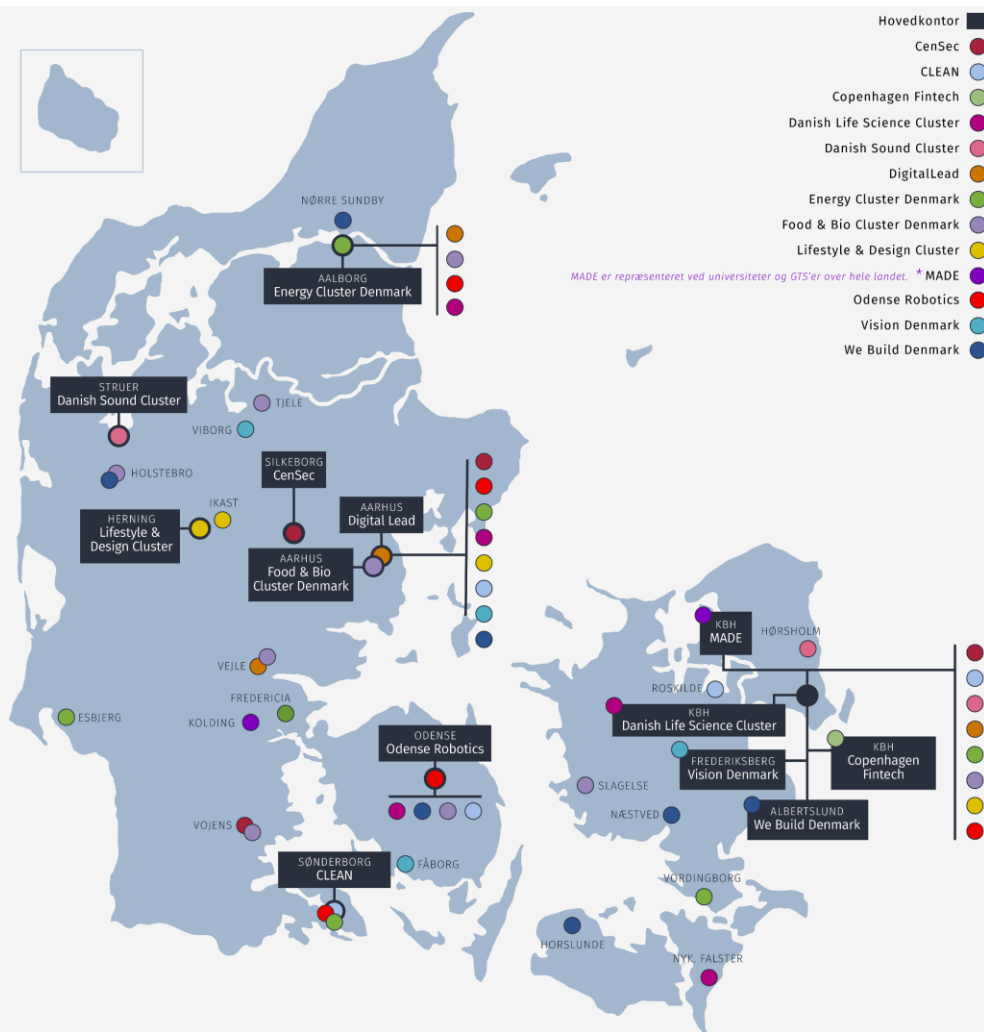 Hovedkontor
CenSec
CLEAN
Copenhagen Fintech
Danish Life Science Cluster
Danish Sound Cluster
DigitalLead
Energy Cluster Denmark
Food & Bio Cluster Denmark
Lifestyle & Design Cluster
MADE er repræsenteret ved universiteter og GTS'er over hele landet. * MADE
Odense Robotics
Vision Denmark
We Build Denmark
NØRRE SUNDBY
AALBORG
Energy Cluster Denmark
STRUER
Danish Sound Cluster
TJELE
VIBORG
HOLSTEBRO
SILKEBORG
CenSec
IKAST
HERNING
Lifestyle &
Design Cluster
AARHUS
Digital Lead
AARHUS
Food & Bio
Cluster Denmark
VEJLE
FREDERICIA
ESBJERG
KOLDING
ODENSE
Odense Robotics
VOJENS
SØNDERBORG
CLEAN
FÅBORG
KBH
MADE
HØRSHOLM
ROSKILDE
KBH
Danish Life Science Cluster
FREDERIKSBERG
Vision Denmark
KBH
Copenhagen
Fintech
SLAGELSE
NÆSTVED
ALBERTSLUND
We Build Denmark
VORDINGBORG
HORSLUNDE
NYK. FALSTER